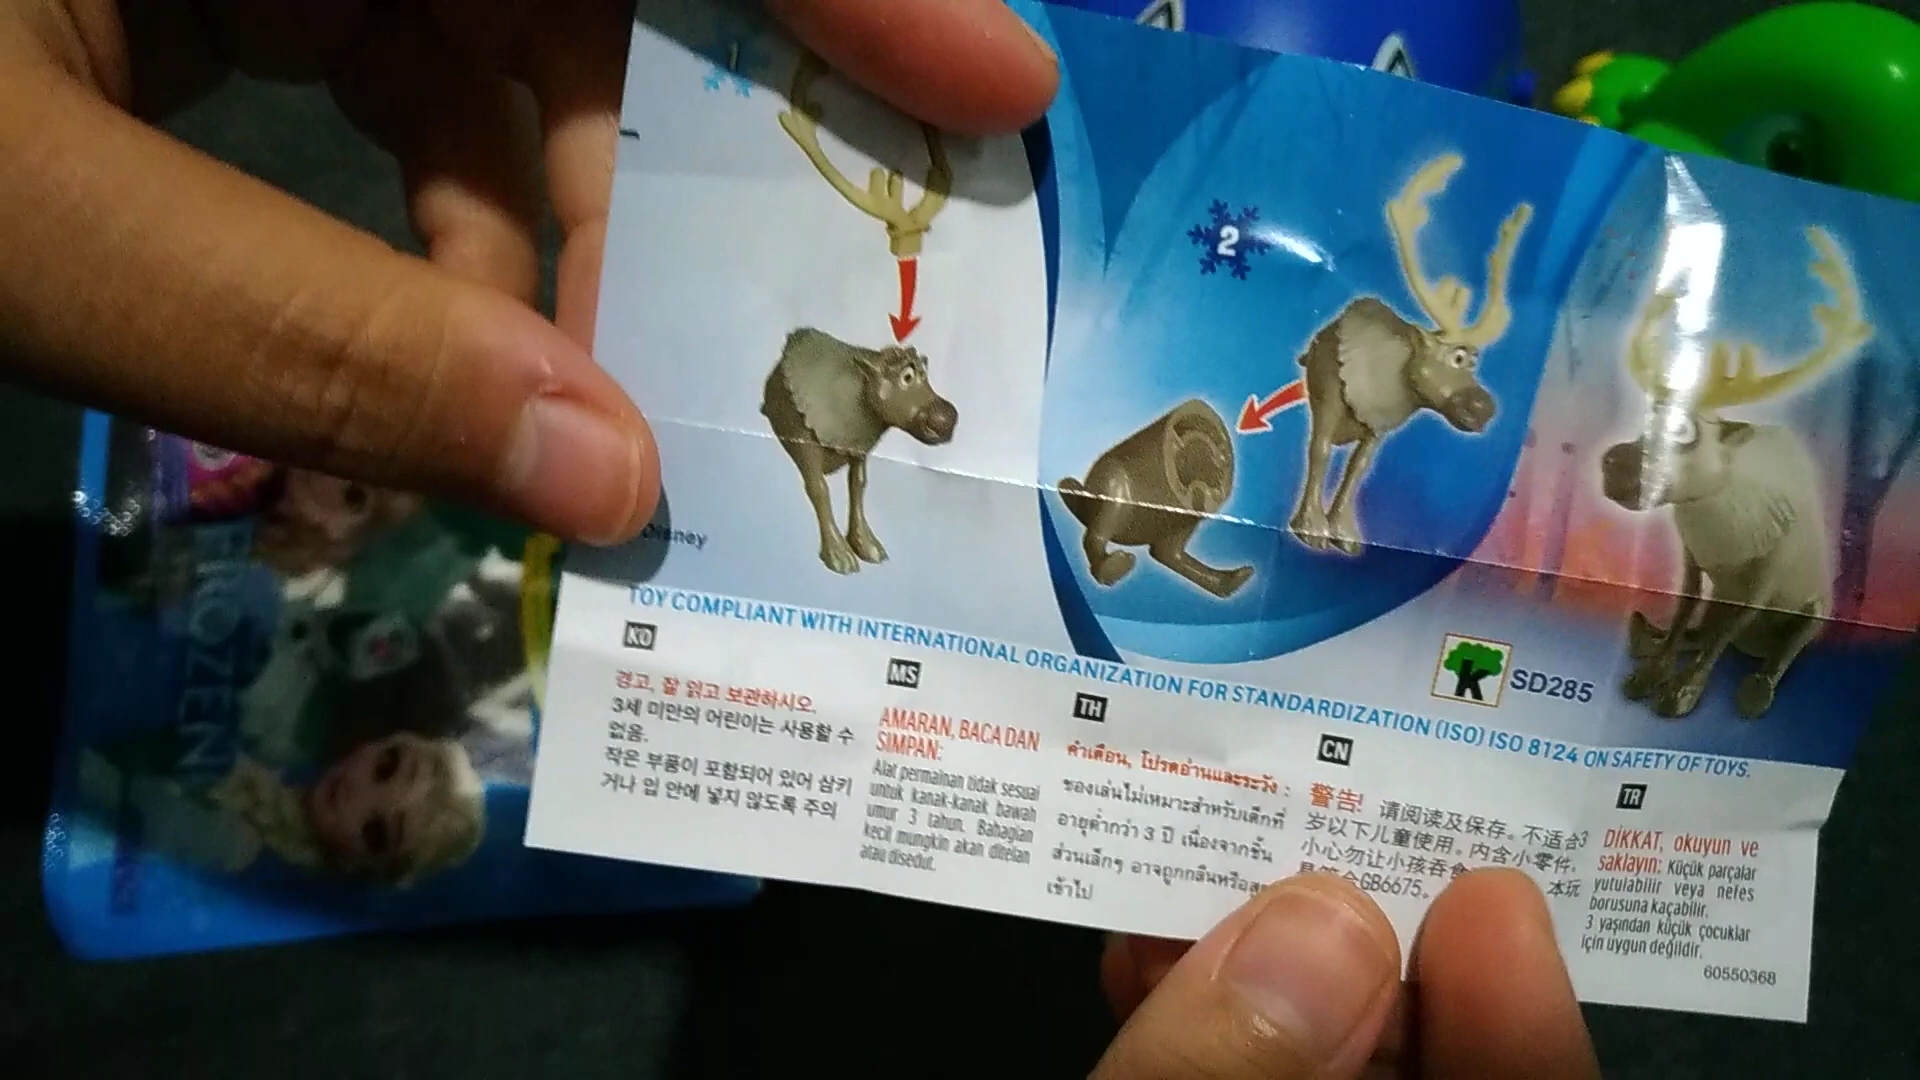 1
2
Disney
SD285
TOY COMPLIANT WITH INTERNATIONAL ORGANIZATION FOR STANDARDIZATION (ISO) ISO 8124 ON SAFETY OF TOYS.
KO
경고, 잘 읽고 보관하시오.
3세 미만의 어린이는 사용할 수
없음.
작은 부품이 포함되어 있어 삼키
거나 입 안에 넣지 않도록 주의
MS
AMARAN, BACA DAN
SIMPAN:
Alat permainan tidak sesuai
untuk kanak-kanak bawah
umur 3 tahun. Bahagian
kecil mungkin akan ditelan
atau disedut.
TH
คำเตือน, โปรดอ่านและระวัง :
ของเล่นไม่เหมาะสำหรับเด็กที่
อายุต่ำกว่า 3 ปี เนื่องจากชิ้น
ส่วนเล็กๆ อาจถูกกลืนหรือ
เข้าไป
CN
警告! 请阅读及保存。不适合3
岁以下儿童使用。内含小零件,
小心勿让小孩吞食 本玩
具符合GB6675。
TR
DİKKAT, okuyun ve
saklayın: Küçük parçalar
yutulabilir veya nefes
borusuna kaçabilir.
3 yaşından küçük çocuklar
için uygun değildir.
60550368
FROZEN